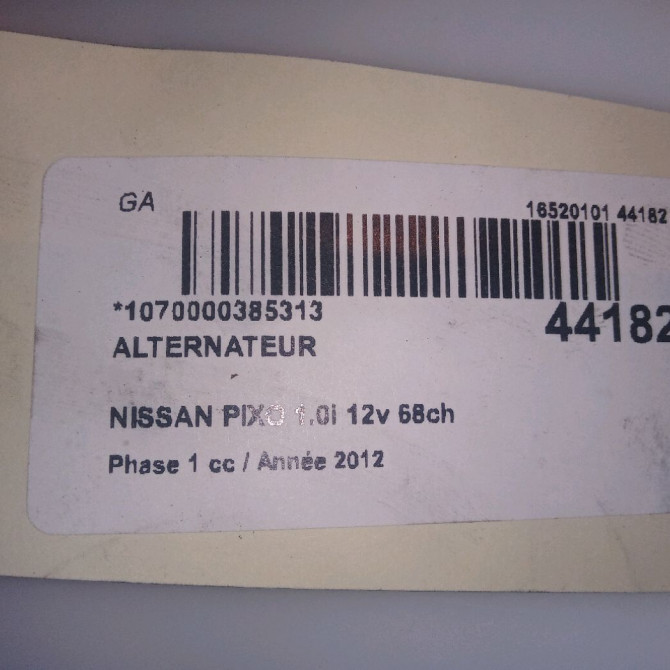 GA
16520101 44182
*1070000385313
44182
ALTERNATEUR
NISSAN PIXO 1.0i 12v 68ch
Phase 1 cc / Année 2012